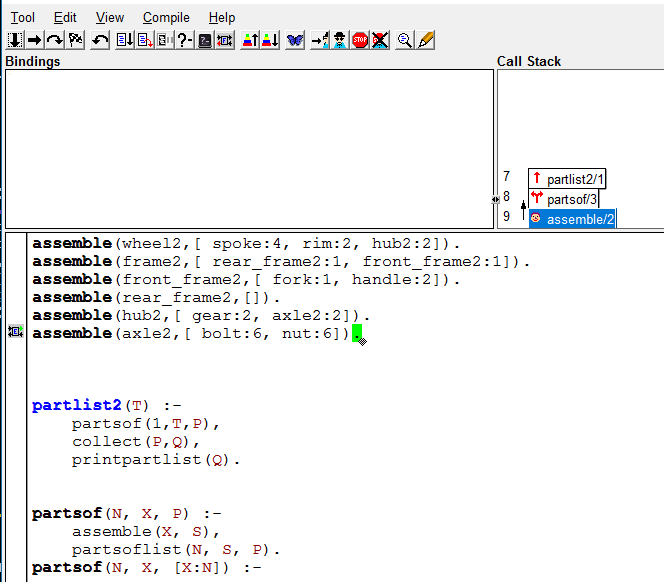 Tool Edit View Compile Help
Bindings
Call Stack
7 partlist2/1
8 partsof/3
9 assemble/2
assemble(wheel2,[ spoke:4, rim:2, hub2:2]).
assemble(frame2,[ rear_frame2:1, front_frame2:1]).
assemble(front_frame2,[ fork:1, handle:2]).
assemble(rear_frame2,[]).
assemble(hub2,[ gear:2, axle2:2]).
assemble(axle2,[ bolt:6, nut:6]).
partlist2(T) :-
partsof(1,T,P),
collect(P,Q),
printpartlist(Q).
partsof(N, X, P) :-
assemble(X, S),
partsoflist(N, S, P).
partsof(N, X, [X:N]) :-